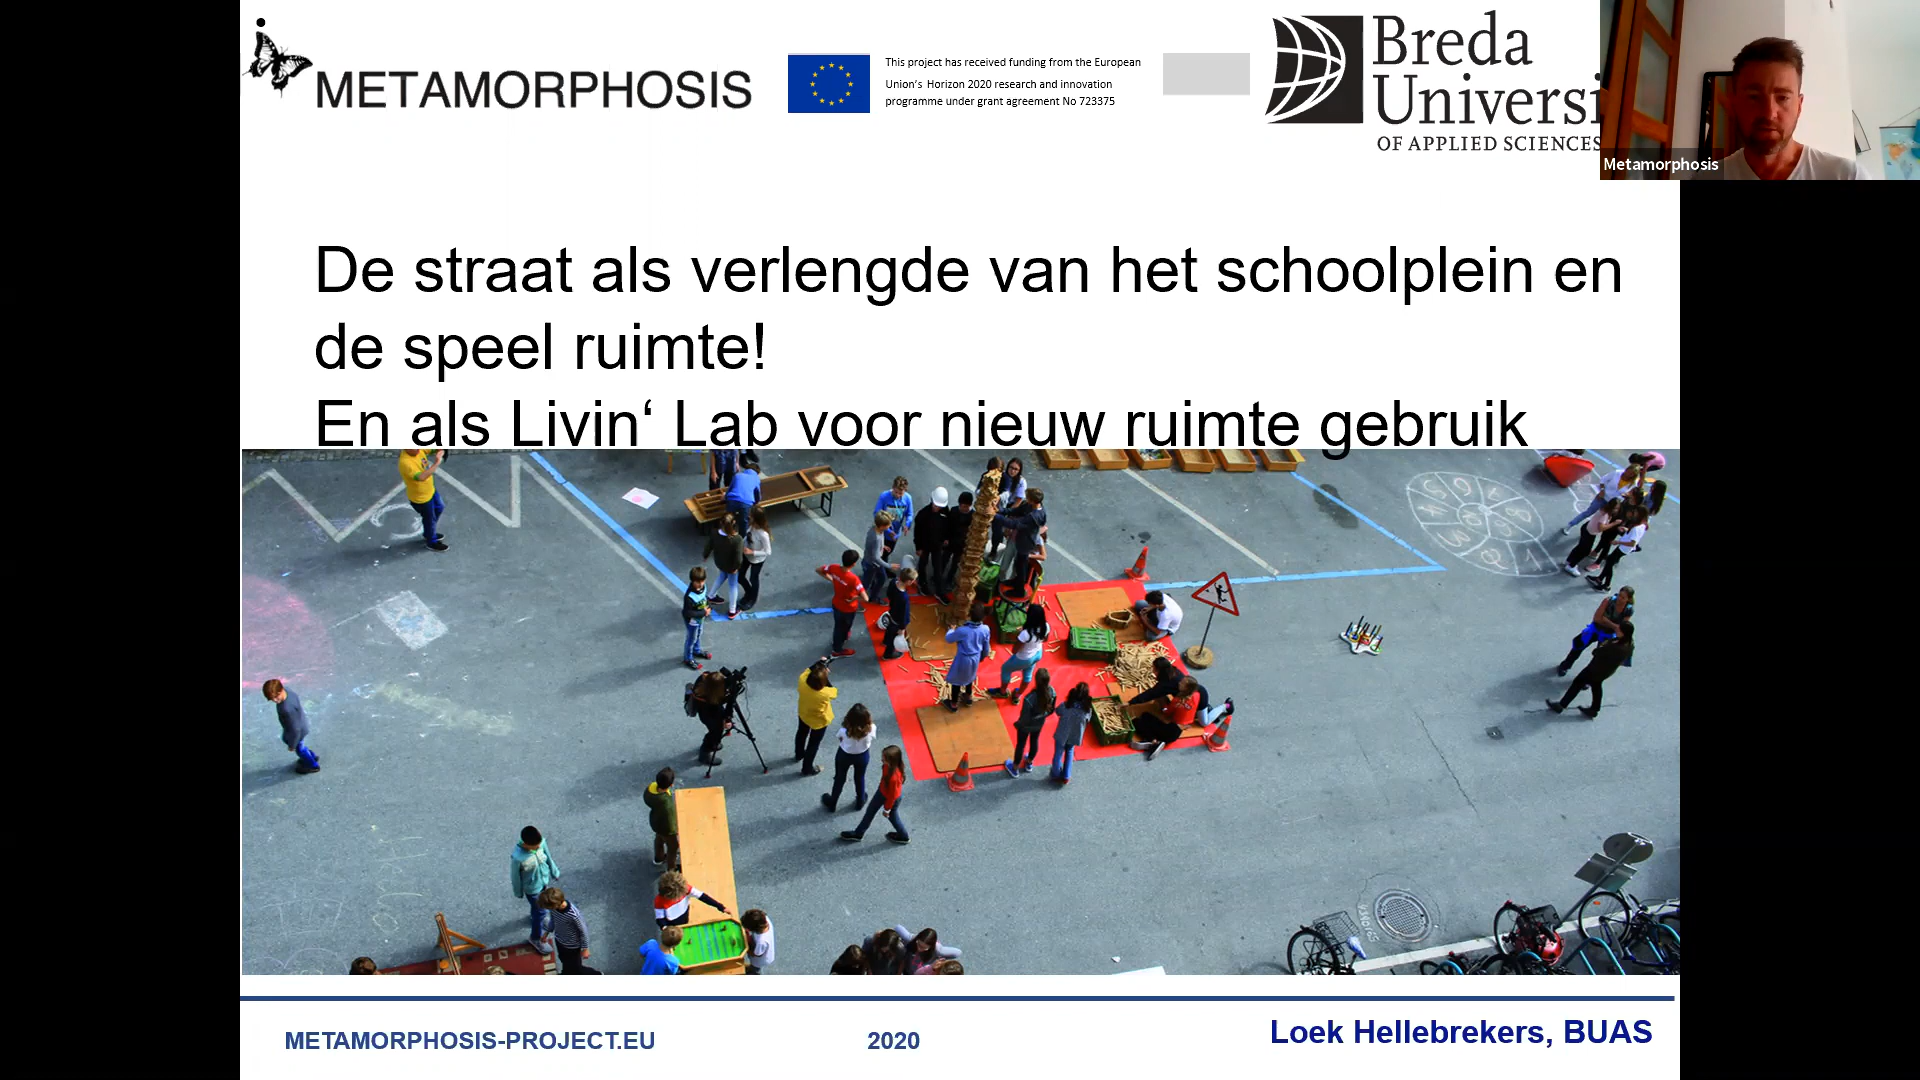 METAMORPHOSIS
This project has received funding from the European
Union's Horizon 2020 research and innovation
programme under grant agreement No 723375
Breda
Universi
OF APPLIED SCIENCES
Metamorphosis
De straat als verlengde van het schoolplein en
de speel ruimte!
En als Livin‘ Lab voor nieuw ruimte gebruik
METAMORPHOSIS-PROJECT.EU
2020
Loek Hellebrekers, BUAS